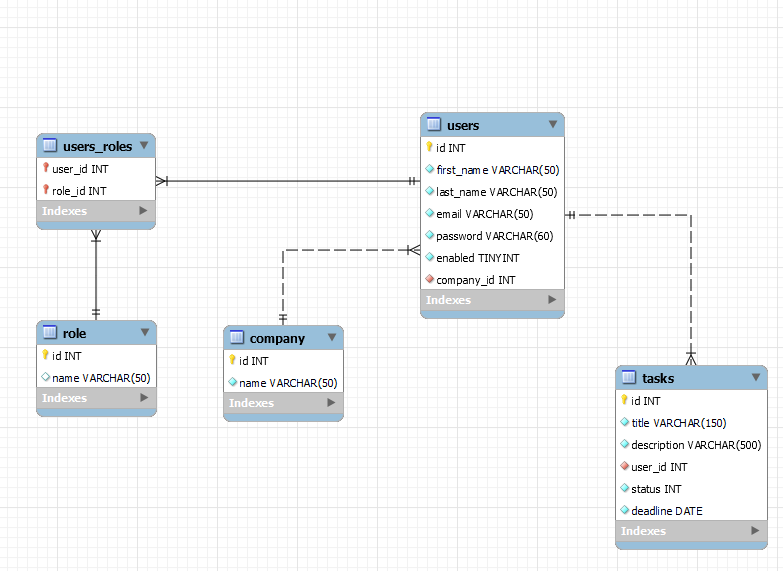 users_roles
user_id INT
role_id INT
Indexes
users
id INT
first_name VARCHAR(50)
last_name VARCHAR(50)
email VARCHAR(50)
password VARCHAR(60)
enabled TINYINT
company_id INT
Indexes
role
id INT
name VARCHAR(50)
Indexes
company
id INT
name VARCHAR(50)
Indexes
tasks
id INT
title VARCHAR(150)
description VARCHAR(500)
user_id INT
status INT
deadline DATE
Indexes